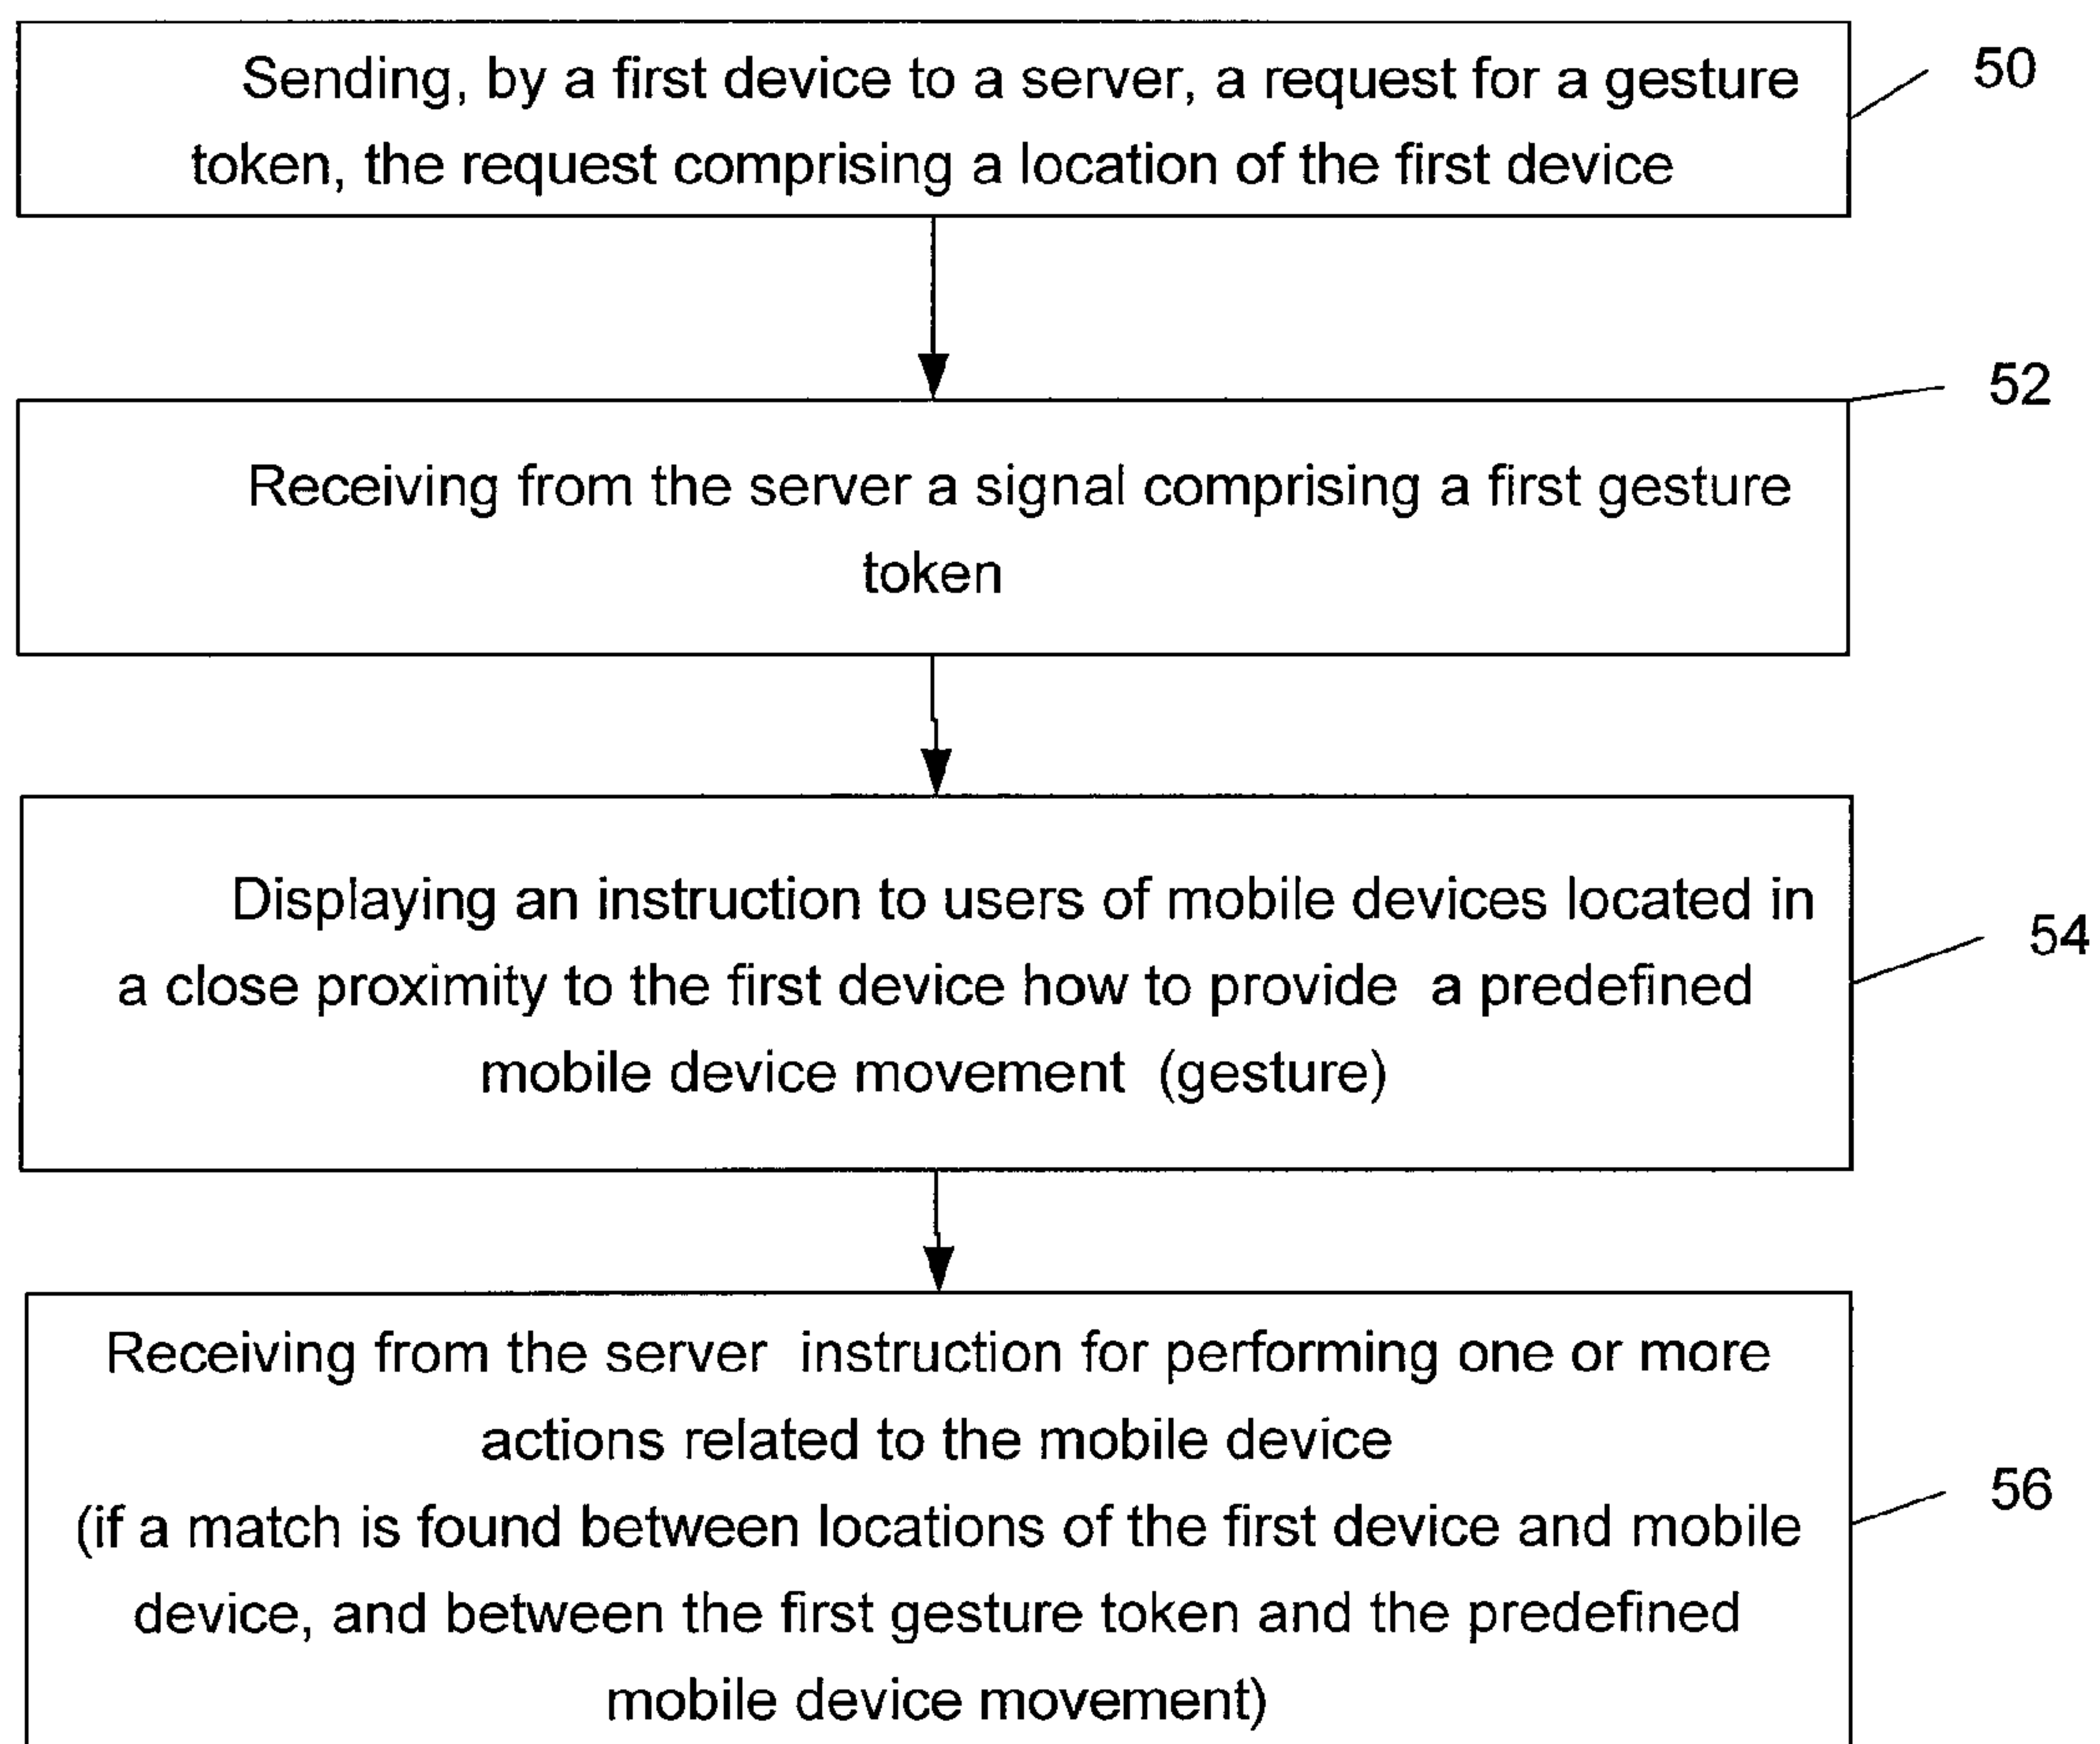 Sending, by a first device to a server, a request for a gesture
token, the request comprising a location of the first device
50
52
Receiving from the server a signal comprising a first gesture
token
Displaying an instruction to users of mobile devices located in
a close proximity to the first device how to provide a predefined
mobile device movement (gesture)
54
Receiving from the server instruction for performing one or more
actions related to the mobile device
(if a match is found between locations of the first device and mobile
device, and between the first gesture token and the predefined
mobile device movement)
56